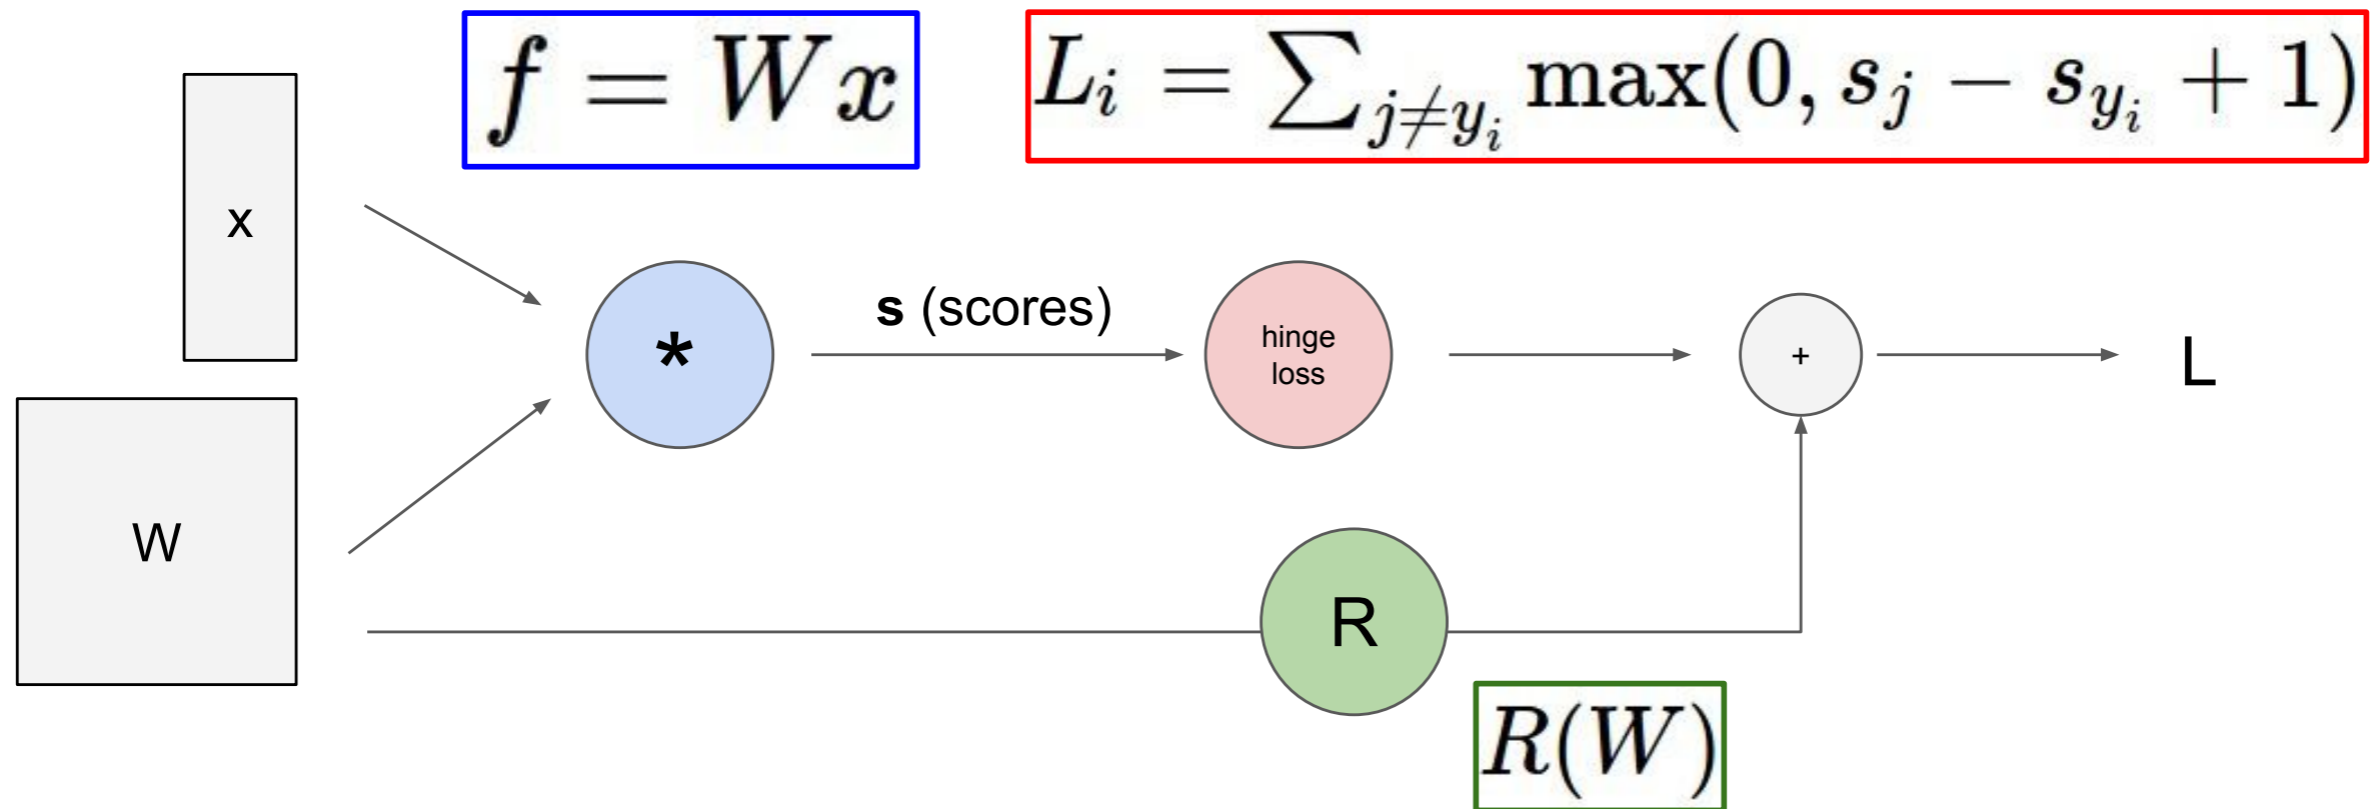 f = Wx
L_i = ∑_{j≠y_i} max(0, s_j − s_{y_i} + 1)
x
s (scores)
*
hinge
loss
+
L
W
R
R(W)